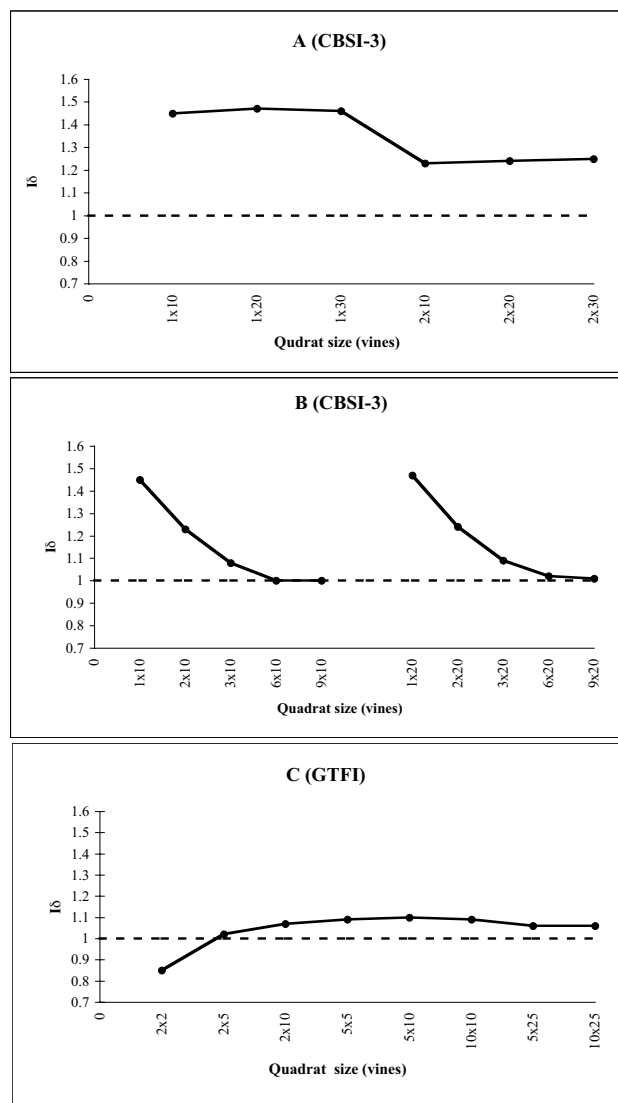 A (CBSI-3)
1.6
1.5
1.4
1.3
1.2
1.1
1
0.9
0.8
0.7
Iδ
0
1x10
1x20
1x30
2x10
2x20
2x30
Qudrat size (vines)
B (CBSI-3)
1.6
1.5
1.4
1.3
1.2
1.1
1
0.9
0.8
0.7
Iδ
0
1x10
2x10
3x10
6x10
9x10
1x20
2x20
3x20
6x20
9x20
Quadrat size (vines)
C (GTFI)
1.6
1.5
1.4
1.3
1.2
1.1
1
0.9
0.8
0.7
Iδ
0
2x2
2x5
2x10
5x5
5x10
10x10
5x25
10x25
Quadrat size (vines)